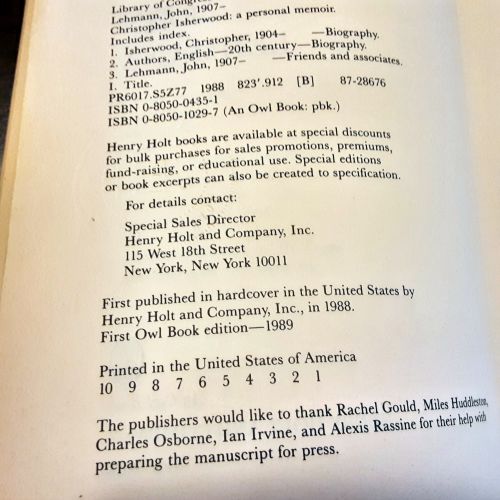 Library of Congress
Lehmann, John, 1907–
Christopher Isherwood: a personal memoir.
Includes index.
1. Isherwood, Christopher, 1904– —Biography.
2. Authors, English—20th century—Biography.
3. Lehmann, John, 1907– —Friends and associates.
I. Title.
PR6017.S5Z77 1988 823'.912 [B] 87-28676
ISBN 0-8050-0435-1
ISBN 0-8050-1029-7 (An Owl Book: pbk.)
Henry Holt books are available at special discounts
for bulk purchases for sales promotions, premiums,
fund-raising, or educational use. Special editions
or book excerpts can also be created to specification.
For details contact:
Special Sales Director
Henry Holt and Company, Inc.
115 West 18th Street
New York, New York 10011
First published in hardcover in the United States by
Henry Holt and Company, Inc., in 1988.
First Owl Book edition—1989
Printed in the United States of America
10 9 8 7 6 5 4 3 2 1
The publishers would like to thank Rachel Gould, Miles Huddleston,
Charles Osborne, Ian Irvine, and Alexis Rassine for their help with
preparing the manuscript for press.